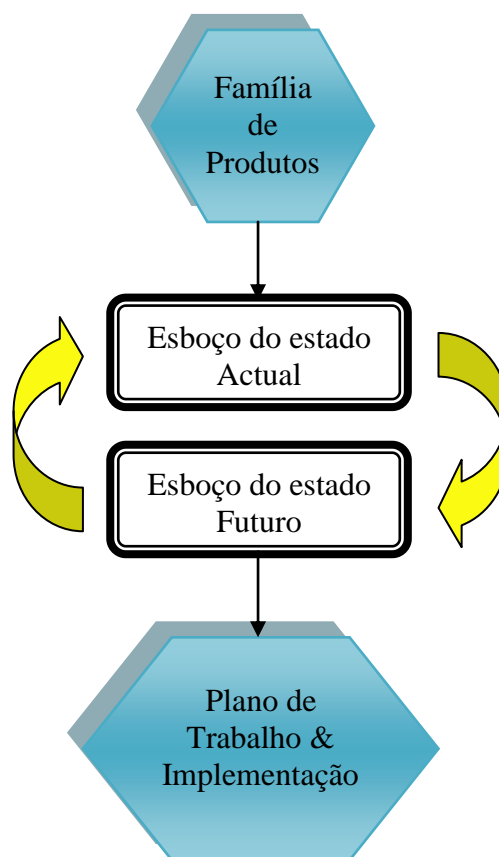 Família
de
Produtos
Esboço do estado
Actual
Esboço do estado
Futuro
Plano de
Trabalho &
Implementação